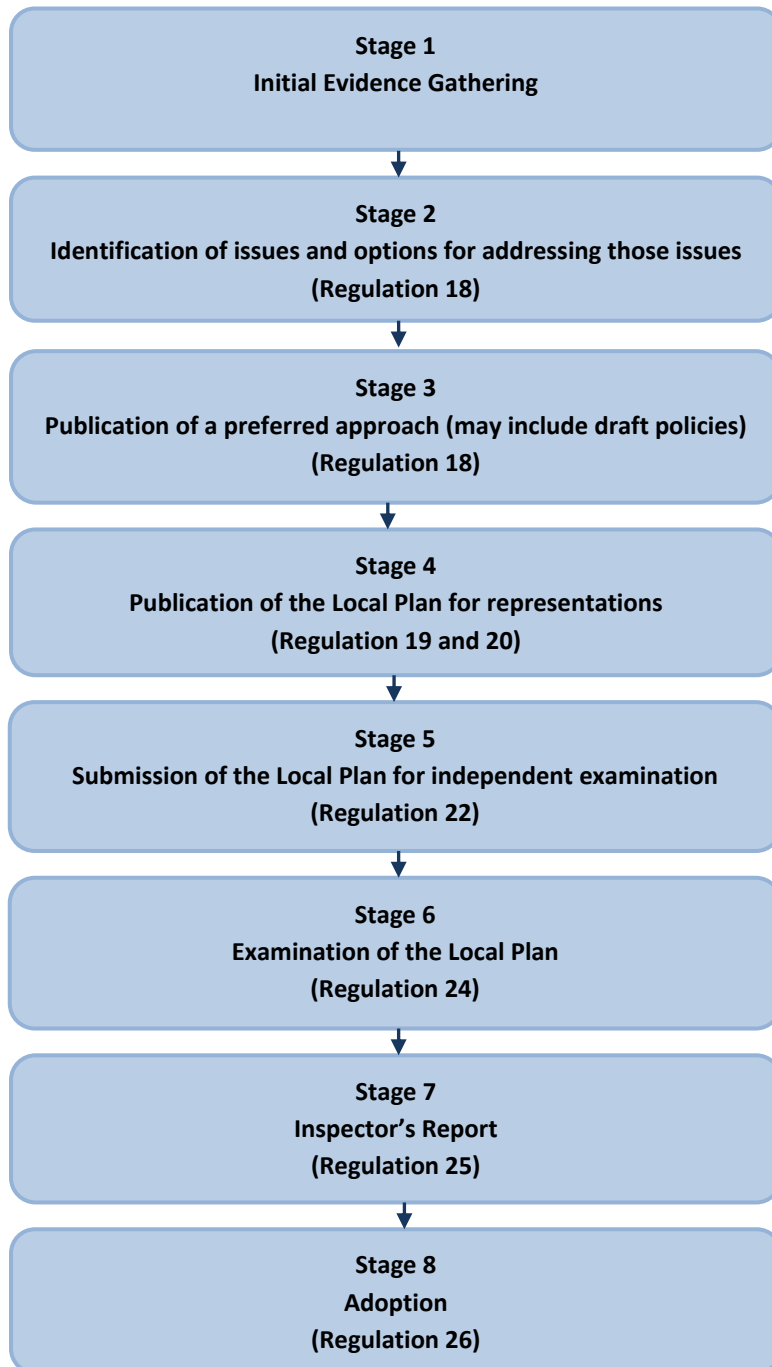 Stage 1
Initial Evidence Gathering
Stage 2
Identification of issues and options for addressing those issues
(Regulation 18)
Stage 3
Publication of a preferred approach (may include draft policies)
(Regulation 18)
Stage 4
Publication of the Local Plan for representations
(Regulation 19 and 20)
Stage 5
Submission of the Local Plan for independent examination
(Regulation 22)
Stage 6
Examination of the Local Plan
(Regulation 24)
Stage 7
Inspector’s Report
(Regulation 25)
Stage 8
Adoption
(Regulation 26)